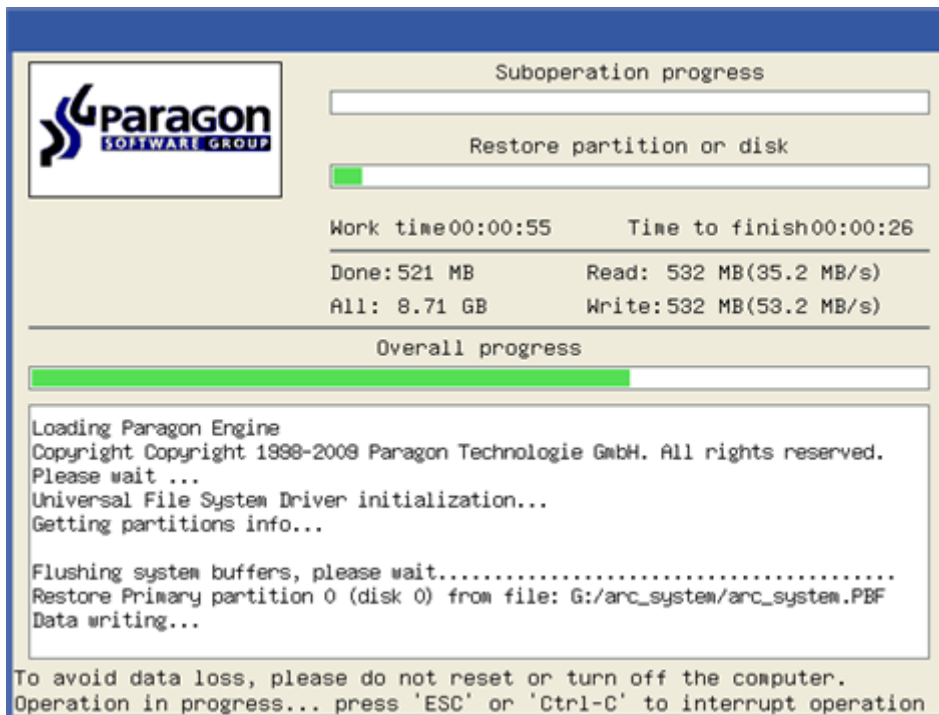 Paragon
SOFTWARE GROUP
Suboperation progress
Restore partition or disk
Work time00:00:55 Time to finish00:00:26
Done:521 MB Read: 532 MB(35.2 MB/s)
All: 8.71 GB Write:532 MB(53.2 MB/s)
Overall progress
Loading Paragon Engine
Copyright Copyright 1998-2009 Paragon Technologie GmbH. All rights reserved.
Please wait ...
Universal File System Driver initialization...
Getting partitions info...
Flushing system buffers, please wait.......................................
Restore Primary partition 0 (disk 0) from file: G:/arc_system/arc_system.PBF
Data writing...
To avoid data loss, please do not reset or turn off the computer.
Operation in progress... press 'ESC' or 'Ctrl-C' to interrupt operation